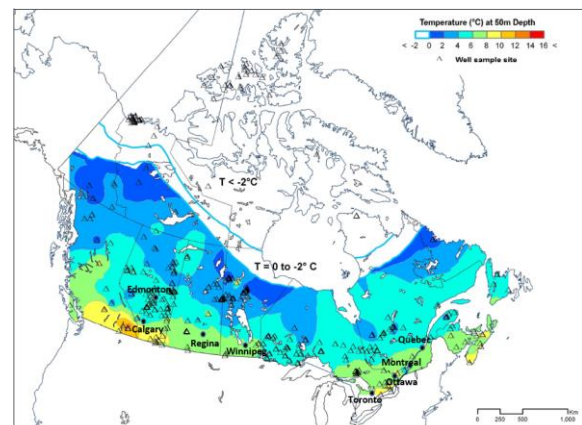 Temperature (°C) at 50m Depth
< -2 0 2 4 6 8 10 12 14 16 <
Well sample site
T < -2°C
T = 0 to -2° C
Edmonton
Calgary
Regina
Winnipeg
Quebec
Montreal
Ottawa
Toronto
0 250 500 1,000
Km